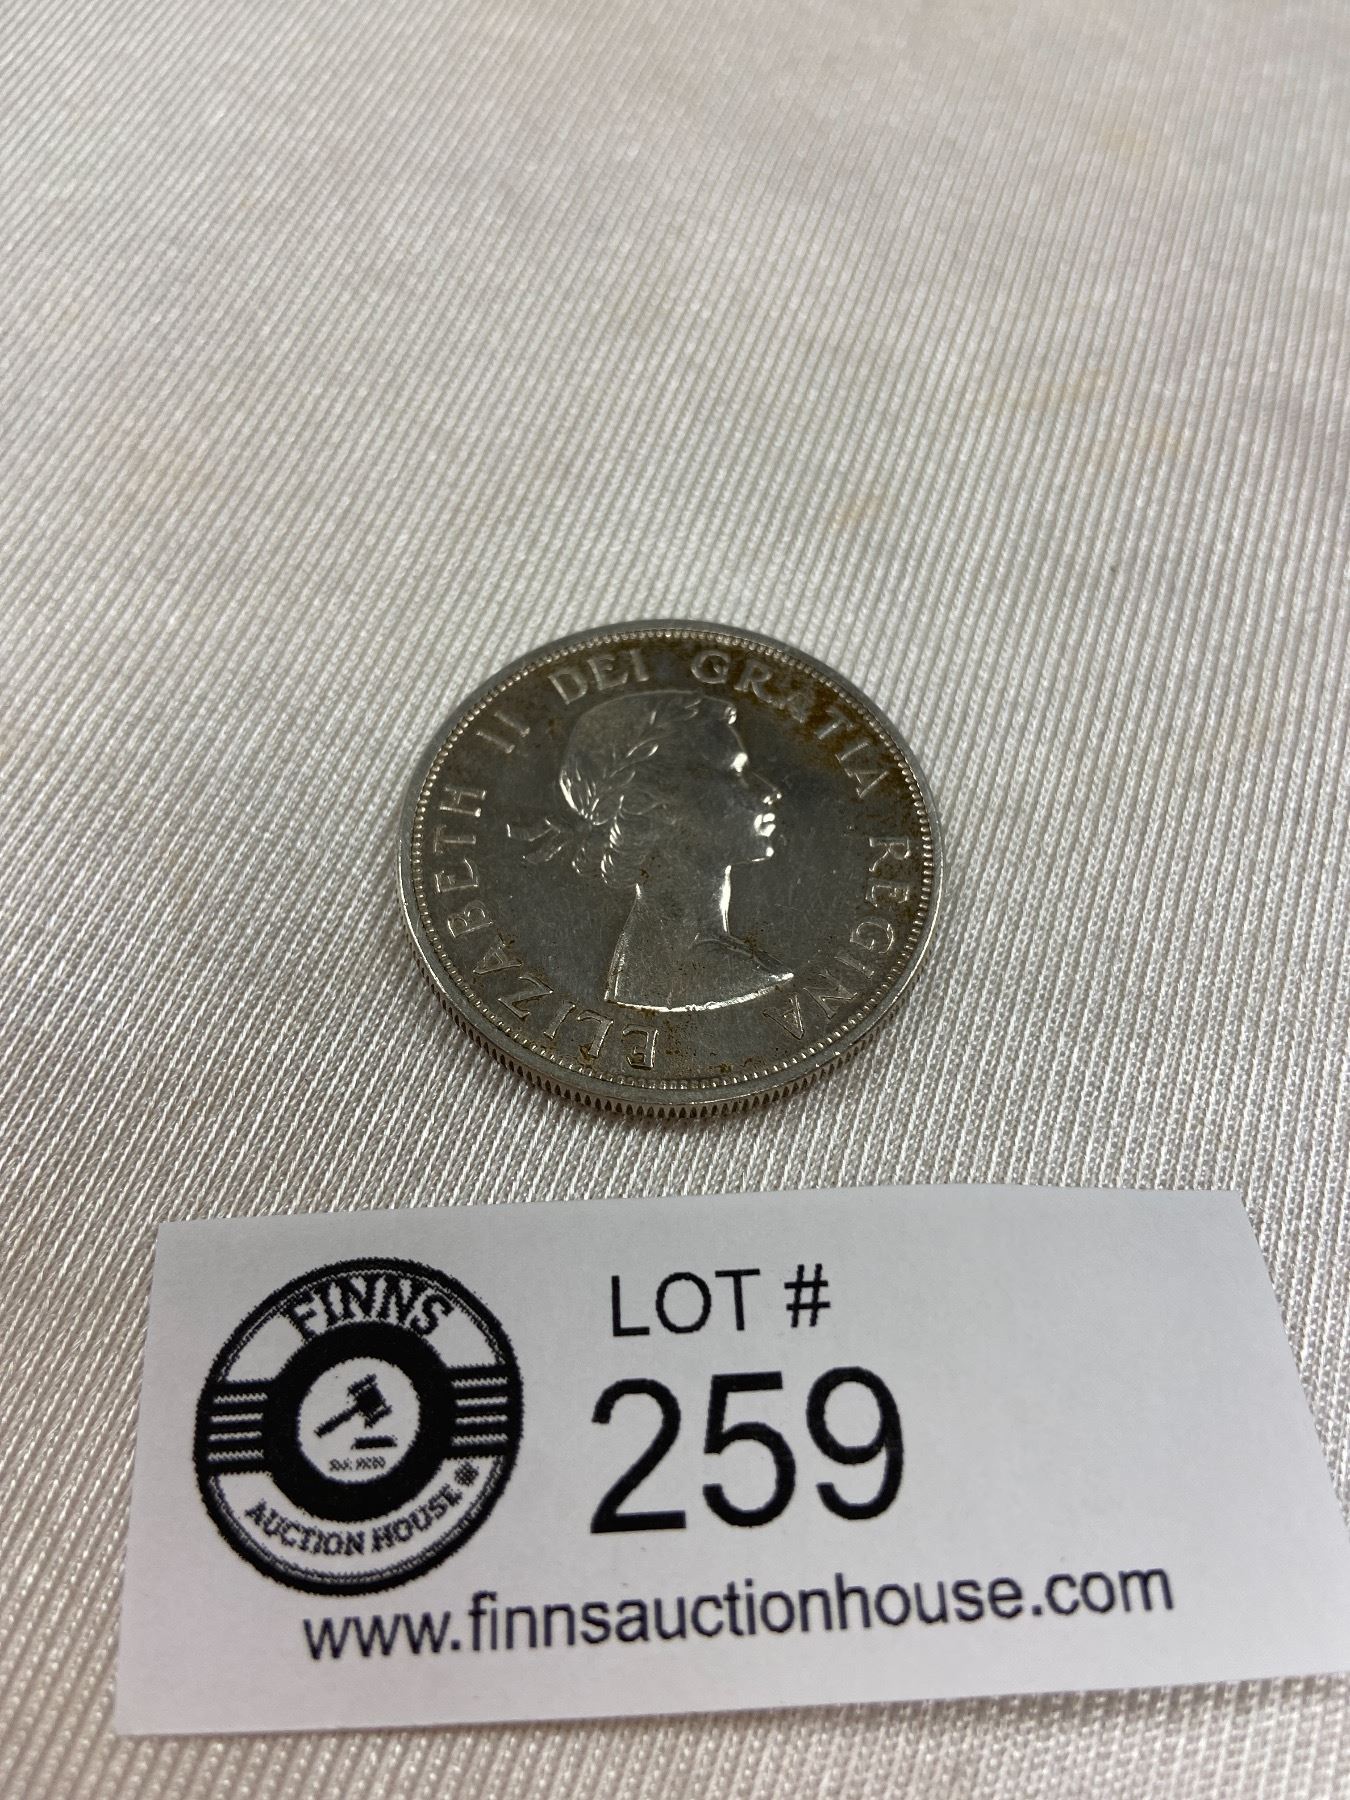 ELIZABETH II DEI GRATIA REGINA
FINNS
AUCTION HOUSE
LOT #
259
www.finnsauctionhouse.com